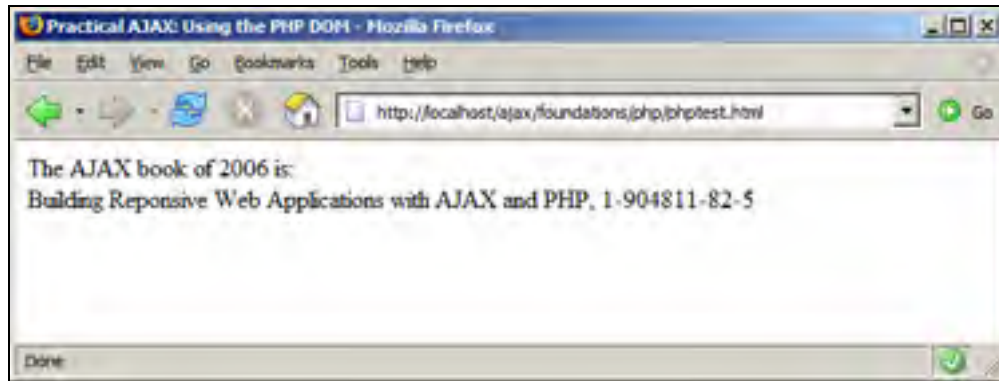 Practical AJAX: Using the PHP DOM - Mozilla Firefox
File Edit View Go Bookmarks Tools Help
http://localhost/ajax/foundations/php/phptest.html Go
The AJAX book of 2006 is:
Building Reponsive Web Applications with AJAX and PHP, 1-904811-82-5
Done